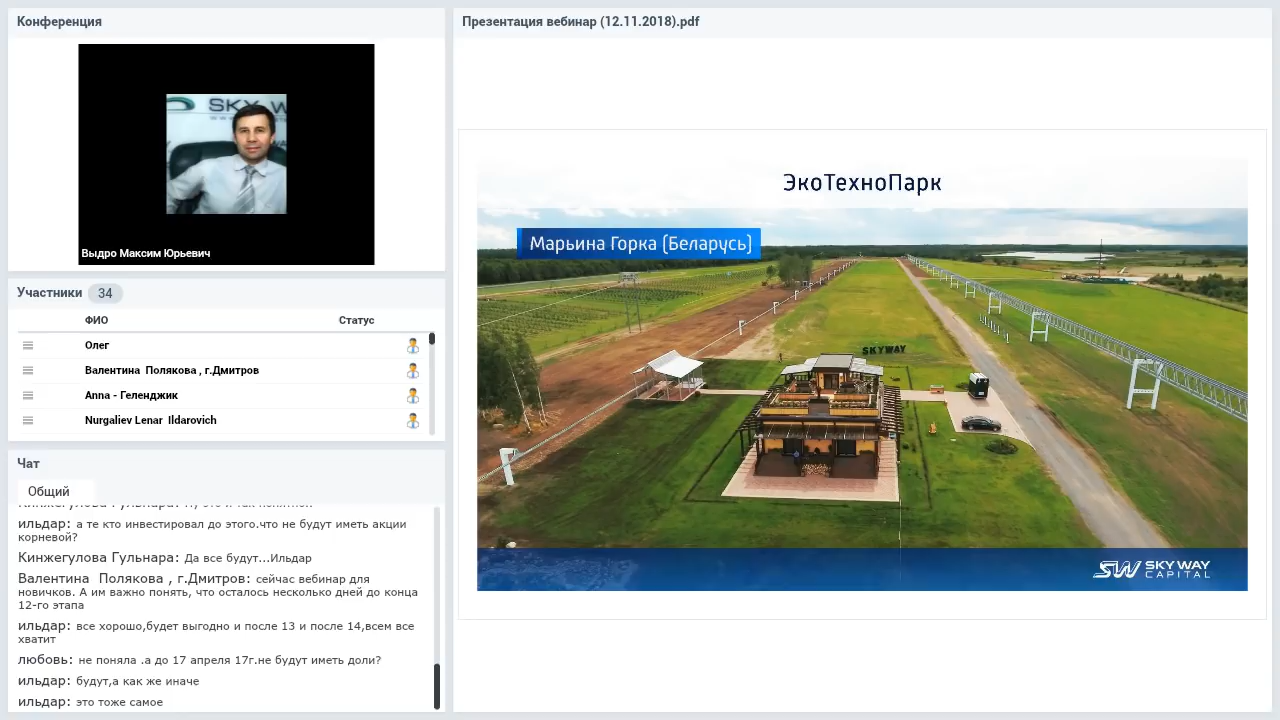 Конференция
SKY W
Выдро Максим Юрьевич
Участники 34
ФИО Статус
Олег
Валентина Полякова , г.Дмитров
Anna - Геленджик
Nurgaliev Lenar Ildarovich
Чат
Общий
ильдар: а те кто инвестировал до этого.что не будут иметь акции
корневой?
Кинжегулова Гульнара: Да все будут...Ильдар
Валентина Полякова , г.Дмитров: сейчас вебинар для
новичков. А им важно понять, что осталось несколько дней до конца
12-го этапа
ильдар: все хорошо,будет выгодно и после 13 и после 14,всем все
хватит
любовь: не поняла .а до 17 апреля 17г.не будут иметь доли?
ильдар: будут,а как же иначе
ильдар: это тоже самое
Презентация вебинар (12.11.2018).pdf
ЭкоТехноПарк
Марьина Горка (Беларусь)
SKYWAY
SW SKY WAY
CAPITAL